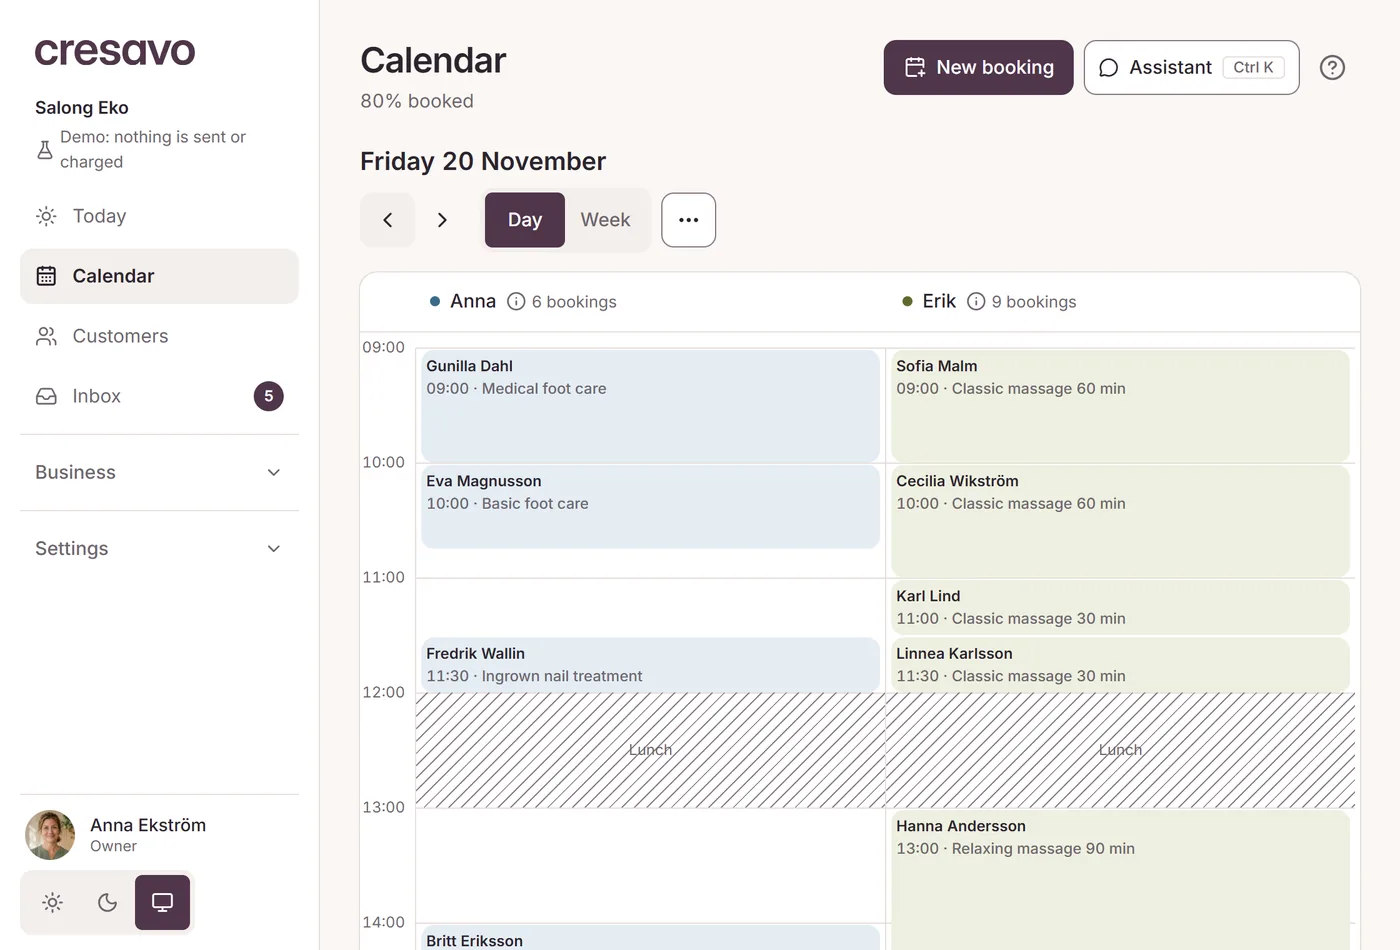 cresavo
Salong Eko
Demo: nothing is sent or
charged
Today
Calendar
Customers
Inbox
5
Business
Settings
Anna Ekström
Owner
Calendar
80% booked
New booking
Assistant
Ctrl K
Friday 20 November
Day
Week
Anna
6 bookings
Erik
9 bookings
09:00
Gunilla Dahl
09:00 · Medical foot care
Sofia Malm
09:00 · Classic massage 60 min
10:00
Eva Magnusson
10:00 · Basic foot care
Cecilia Wikström
10:00 · Classic massage 60 min
11:00
Karl Lind
11:00 · Classic massage 30 min
Fredrik Wallin
11:30 · Ingrown nail treatment
Linnea Karlsson
11:30 · Classic massage 30 min
12:00
Lunch
Lunch
13:00
Hanna Andersson
13:00 · Relaxing massage 90 min
14:00
Britt Eriksson